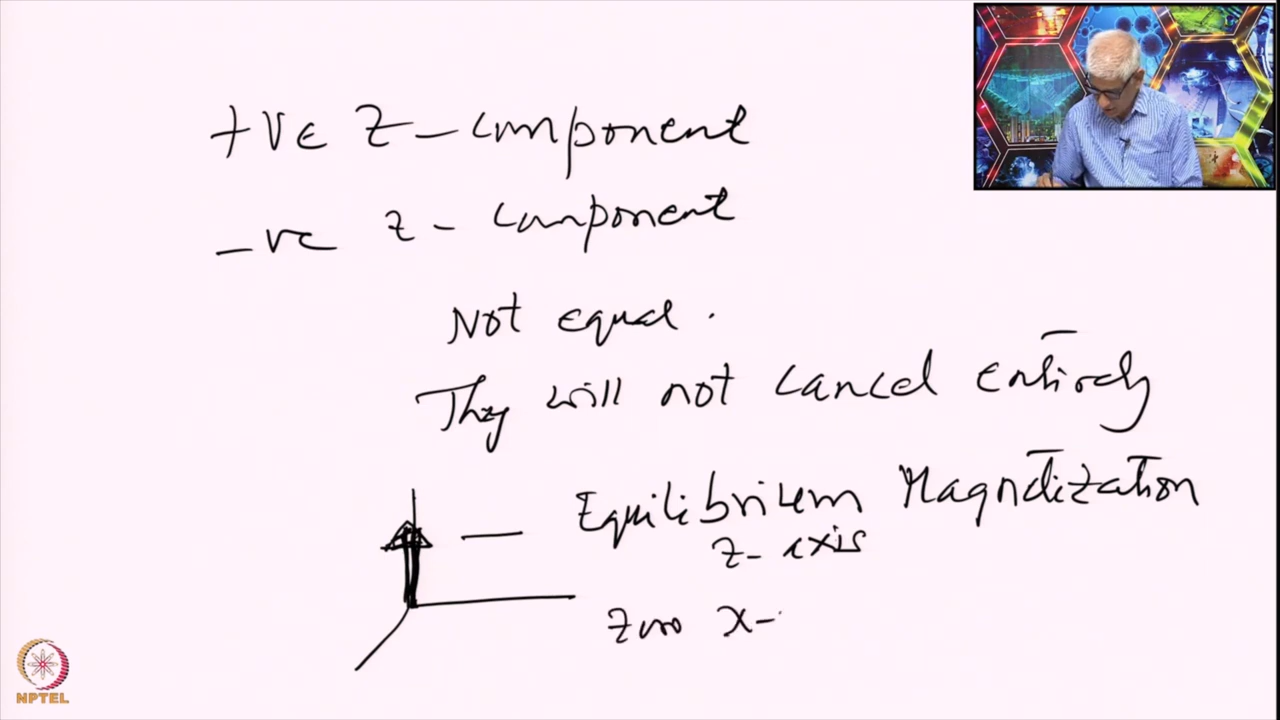 +ve Z-component
-ve z-component
Not equal.
They will not cancel entirely
Equilibrium Magnetization
z-axis
Zero x-
NPTEL